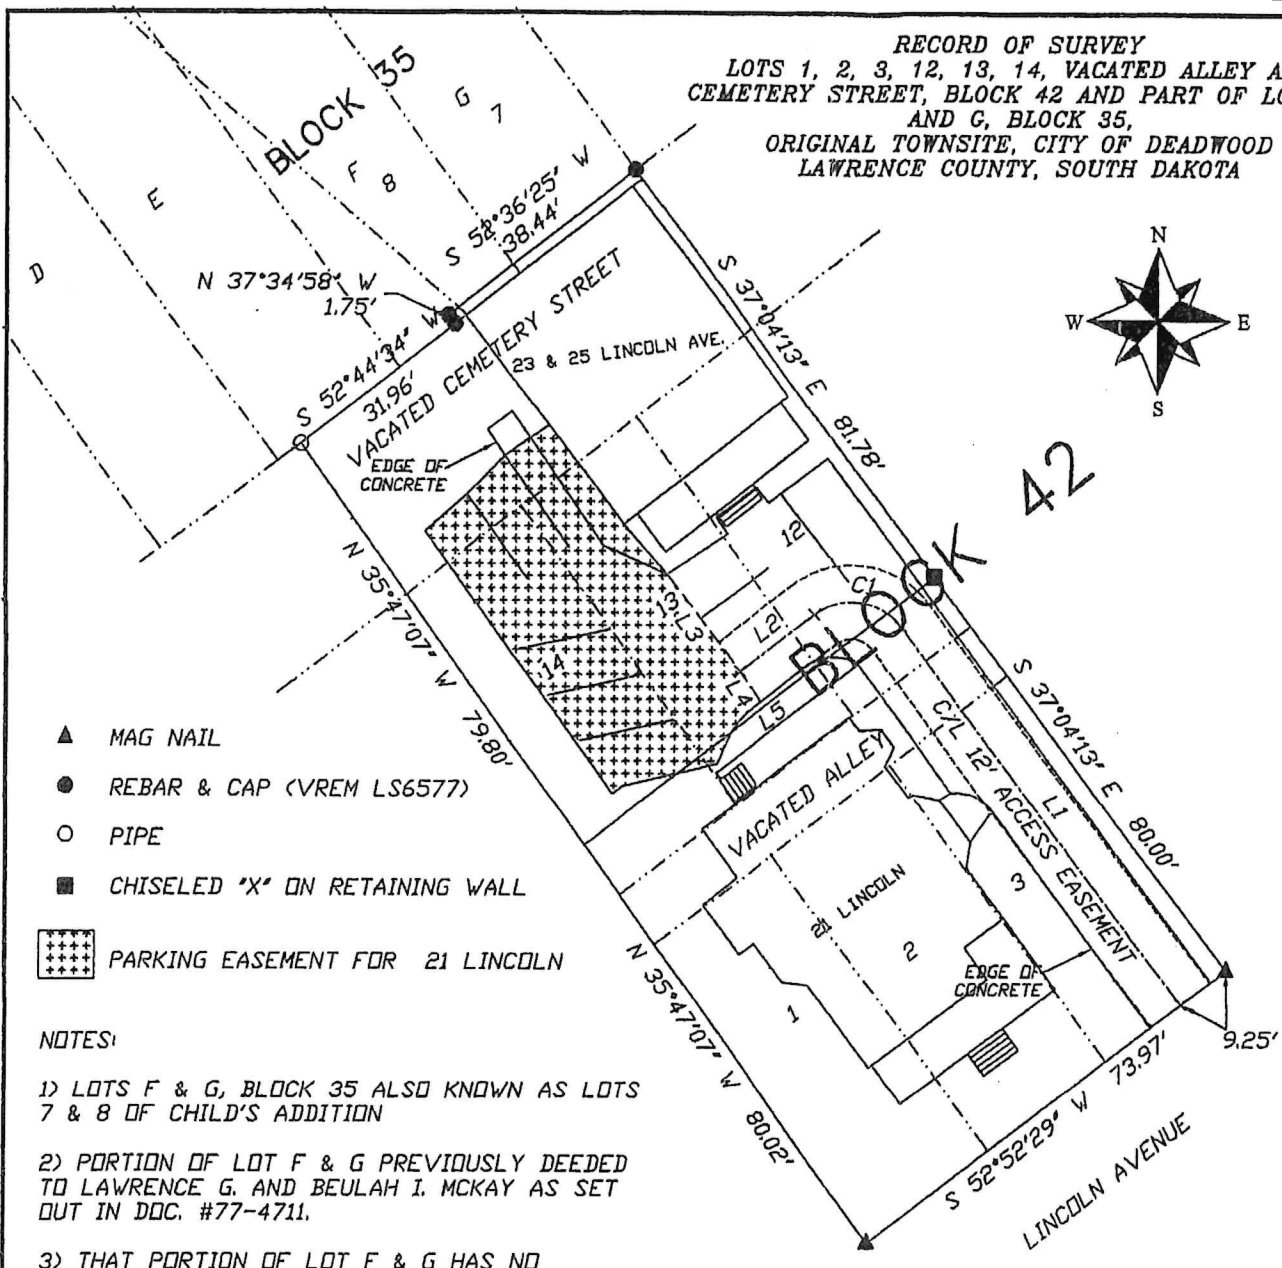 RECORD OF SURVEY
LOTS 1, 2, 3, 12, 13, 14, VACATED ALLEY A
CEMETERY STREET, BLOCK 42 AND PART OF LO
AND G, BLOCK 35,
ORIGINAL TOWNSITE, CITY OF DEADWOOD
LAWRENCE COUNTY, SOUTH DAKOTA
BLOCK 35
G
7
F
8
E
D
S 52°36'25" W
38.44'
N 37°34'58" W
1.75'
S 52°44'34" W
31.96'
VACATED CEMETERY STREET
23 & 25 LINCOLN AVE.
S 37°04'13" E 81.78'
N
W
E
S
EDGE OF
CONCRETE
BLOCK 42
12
13
14
L3
L2
C1
L4
L5
N 35°47'07" W 79.80'
S 37°04'13" E 80.00'
C/L 12' ACCESS EASEMENT
L1
VACATED ALLEY
21 LINCOLN
3
2
1
EDGE OF
CONCRETE
N 35°47'07" W 80.02'
S 52°52'29" W 73.97'
9.25'
LINCOLN AVENUE
MAG NAIL
REBAR & CAP (VREM LS6577)
PIPE
CHISELED "X" ON RETAINING WALL
PARKING EASEMENT FOR 21 LINCOLN
NOTES:
1) LOTS F & G, BLOCK 35 ALSO KNOWN AS LOTS
7 & 8 OF CHILD'S ADDITION
2) PORTION OF LOT F & G PREVIOUSLY DEEDED
TO LAWRENCE G. AND BEULAH I. MCKAY AS SET
OUT IN DOC. #77-4711.
3) THAT PORTION OF LOT F & G HAS NO